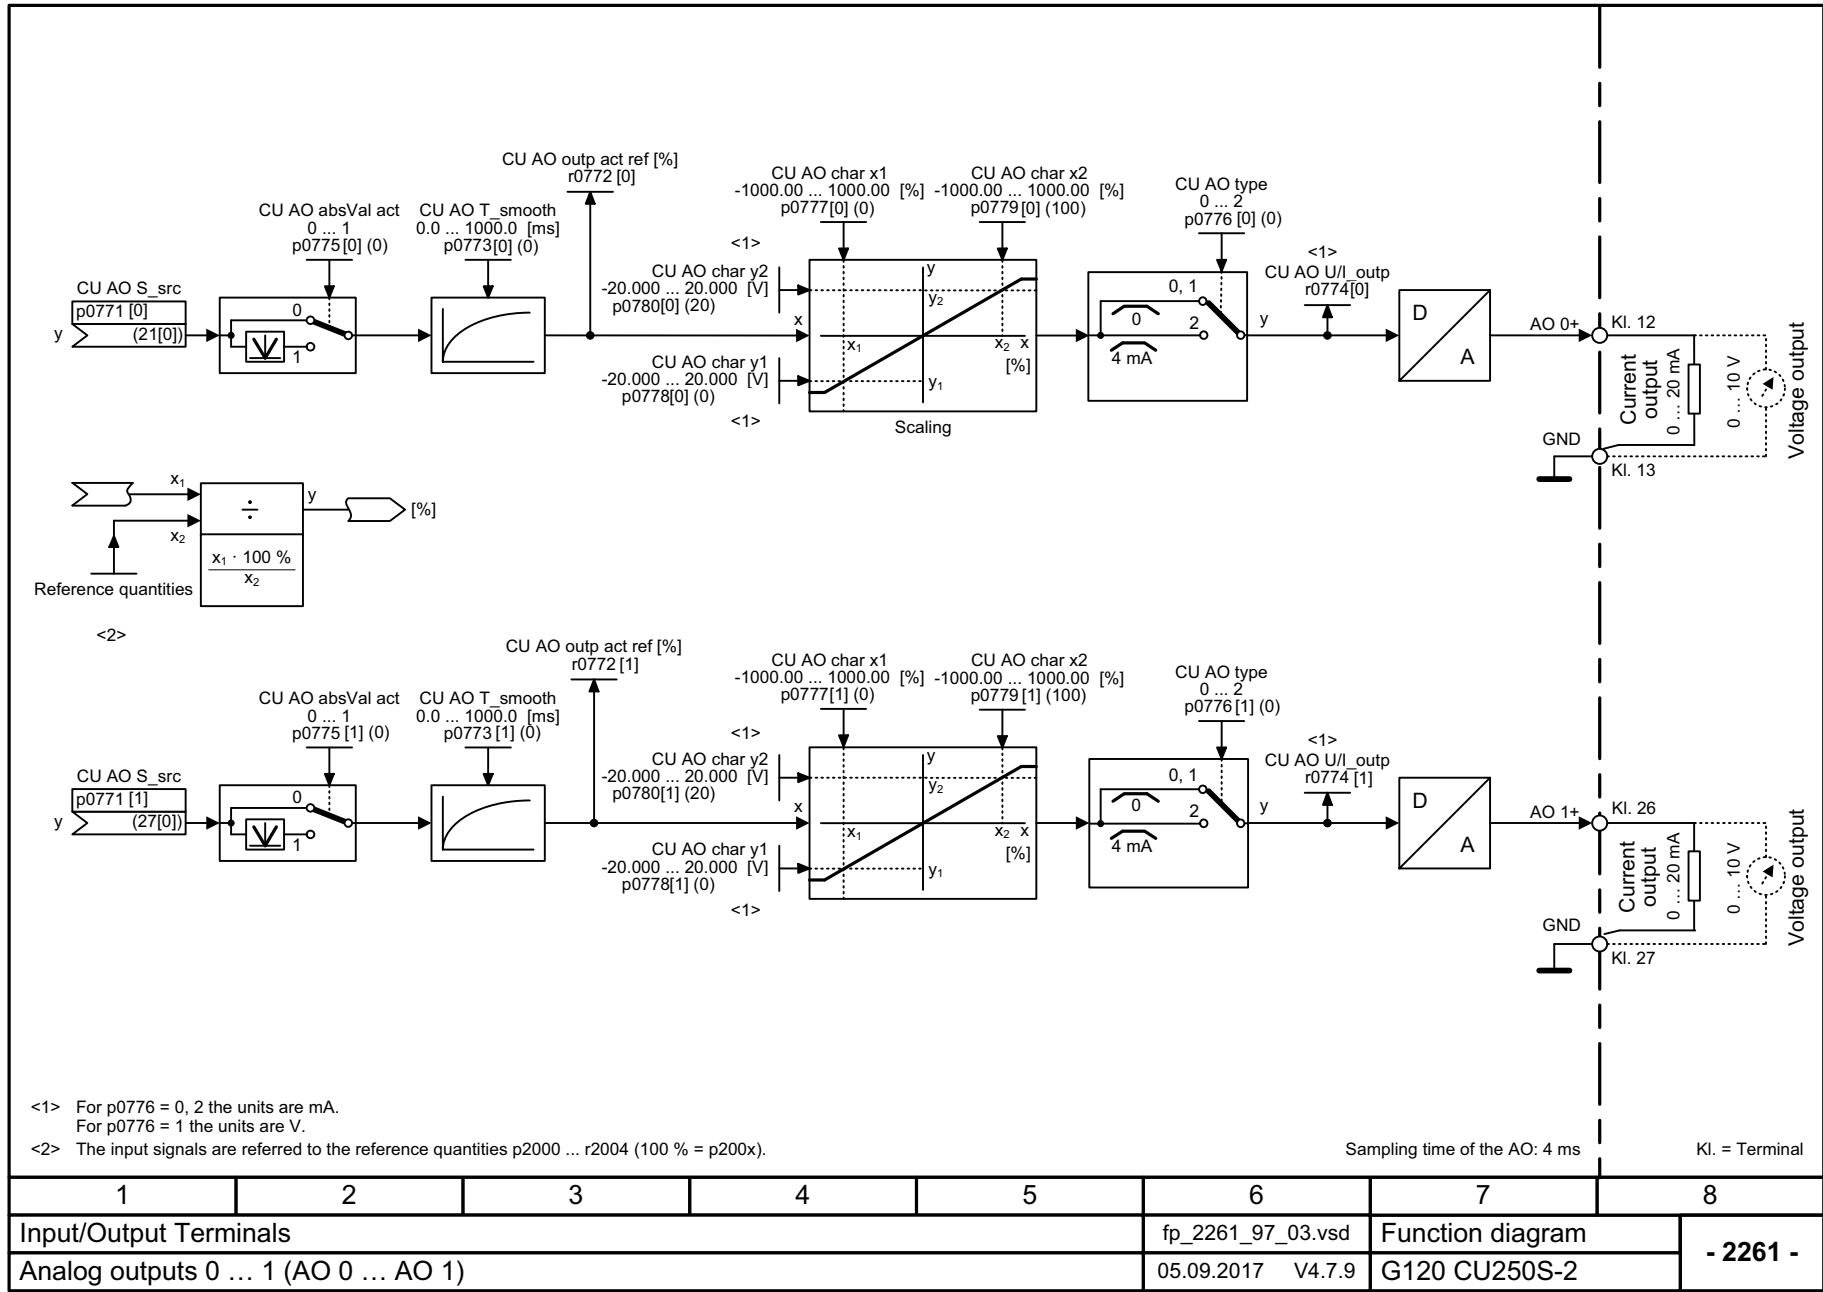 CU AO outp act ref [%]
r0772 [0]
CU AO char x1
-1000.00 ... 1000.00 [%]
p0777[0] (0)
CU AO char x2
-1000.00 ... 1000.00 [%]
p0779[0] (100)
CU AO type
0 ... 2
p0776 [0] (0)
CU AO absVal act
0 ... 1
p0775[0] (0)
CU AO T_smooth
0.0 ... 1000.0 [ms]
p0773[0] (0)
<1>
CU AO char y2
-20.000 ... 20.000 [V]
p0780[0] (20)
<1>
CU AO U/I_outp
r0774[0]
CU AO S_src
p0771 [0]
(21[0])
y
0
1
x
y
y2
x1
x2 x
[%]
y1
0, 1
0
2
4 mA
y
D
A
AO 0+
Kl. 12
CU AO char y1
-20.000 ... 20.000 [V]
p0778[0] (0)
<1>
Scaling
Current output
0 ... 20 mA
0 ... 10 V
Voltage output
GND
Kl. 13
x1
x2
÷
y
[%]
x1 · 100 %
x2
Reference quantities
<2>
CU AO outp act ref [%]
r0772 [1]
CU AO char x1
-1000.00 ... 1000.00 [%]
p0777[1] (0)
CU AO char x2
-1000.00 ... 1000.00 [%]
p0779 [1] (100)
CU AO type
0 ... 2
p0776 [1] (0)
CU AO absVal act
0 ... 1
p0775 [1] (0)
CU AO T_smooth
0.0 ... 1000.0 [ms]
p0773 [1] (0)
<1>
CU AO char y2
-20.000 ... 20.000 [V]
p0780[1] (20)
<1>
CU AO U/I_outp
r0774 [1]
CU AO S_src
p0771 [1]
(27[0])
y
0
1
x
y
y2
x1
x2 x
[%]
y1
0, 1
0
2
4 mA
y
D
A
AO 1+
Kl. 26
CU AO char y1
-20.000 ... 20.000 [V]
p0778[1] (0)
<1>
Current output
0 ... 20 mA
0 ... 10 V
Voltage output
GND
Kl. 27
<1> For p0776 = 0, 2 the units are mA.
For p0776 = 1 the units are V.
<2> The input signals are referred to the reference quantities p2000 ... r2004 (100 % = p200x).
Sampling time of the AO: 4 ms
Kl. = Terminal
1 2 3 4 5 6 7 8
Input/Output Terminals
fp_2261_97_03.vsd
Function diagram
- 2261 -
Analog outputs 0 ... 1 (AO 0 ... AO 1)
05.09.2017 V4.7.9
G120 CU250S-2